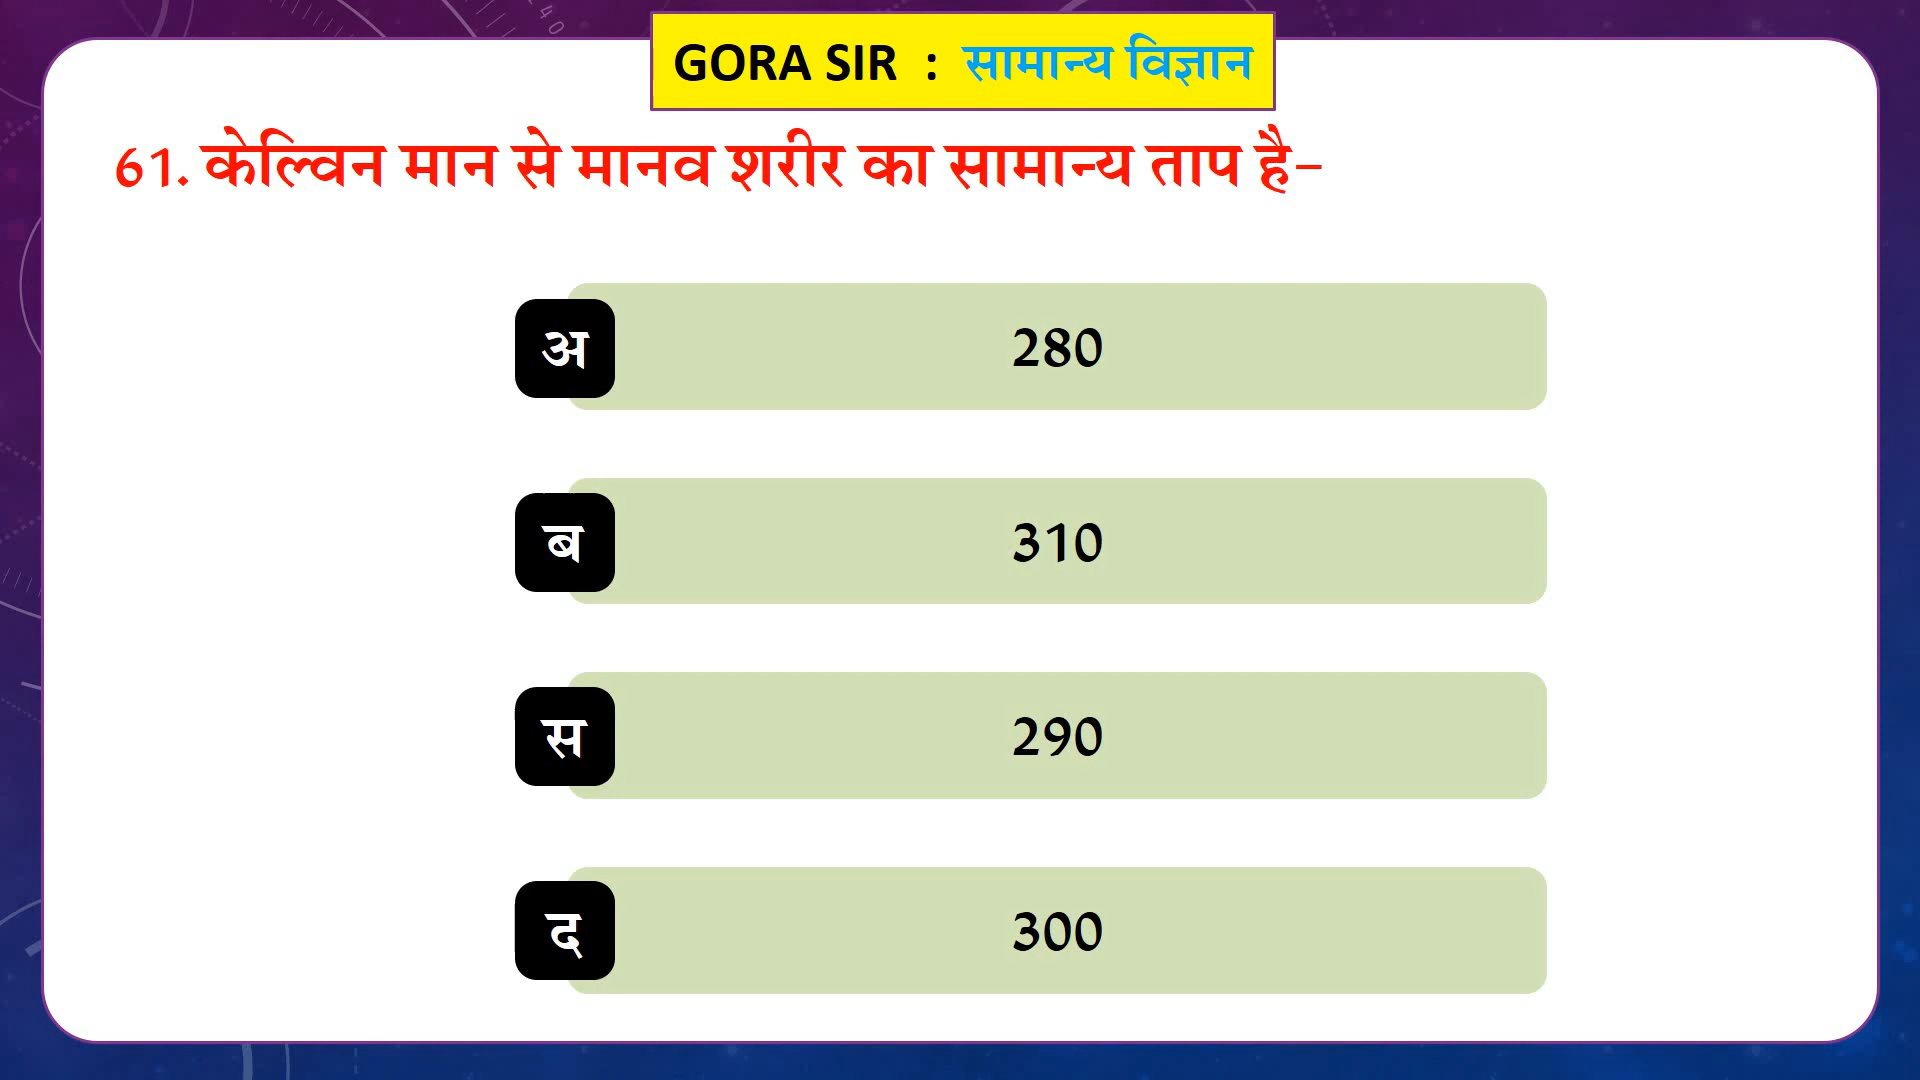 GORA SIR : सामान्य विज्ञान
61. केल्विन मान से मानव शरीर का सामान्य ताप है-
अ 280
ब 310
स 290
द 300